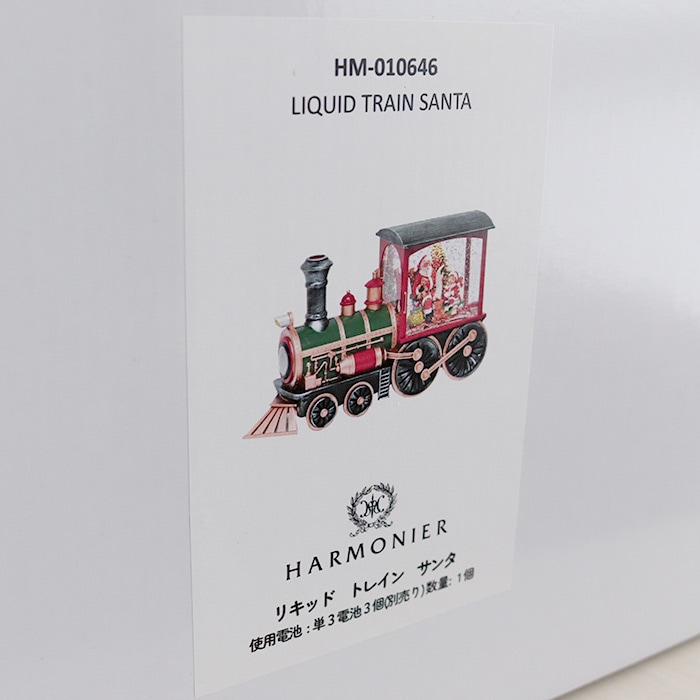 HM-010646
LIQUID TRAIN SANTA
HARMONIER
リキッド トレイン サンタ
使用電池：単３電池３個(別売り)数量：１個